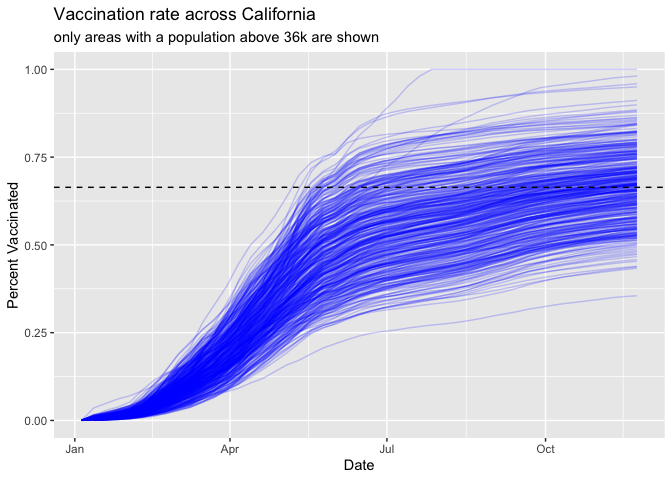 Vaccination rate across California
only areas with a population above 36k are shown
Percent Vaccinated
1.00
0.75
0.50
0.25
0.00
Jan Apr Jul Oct
Date